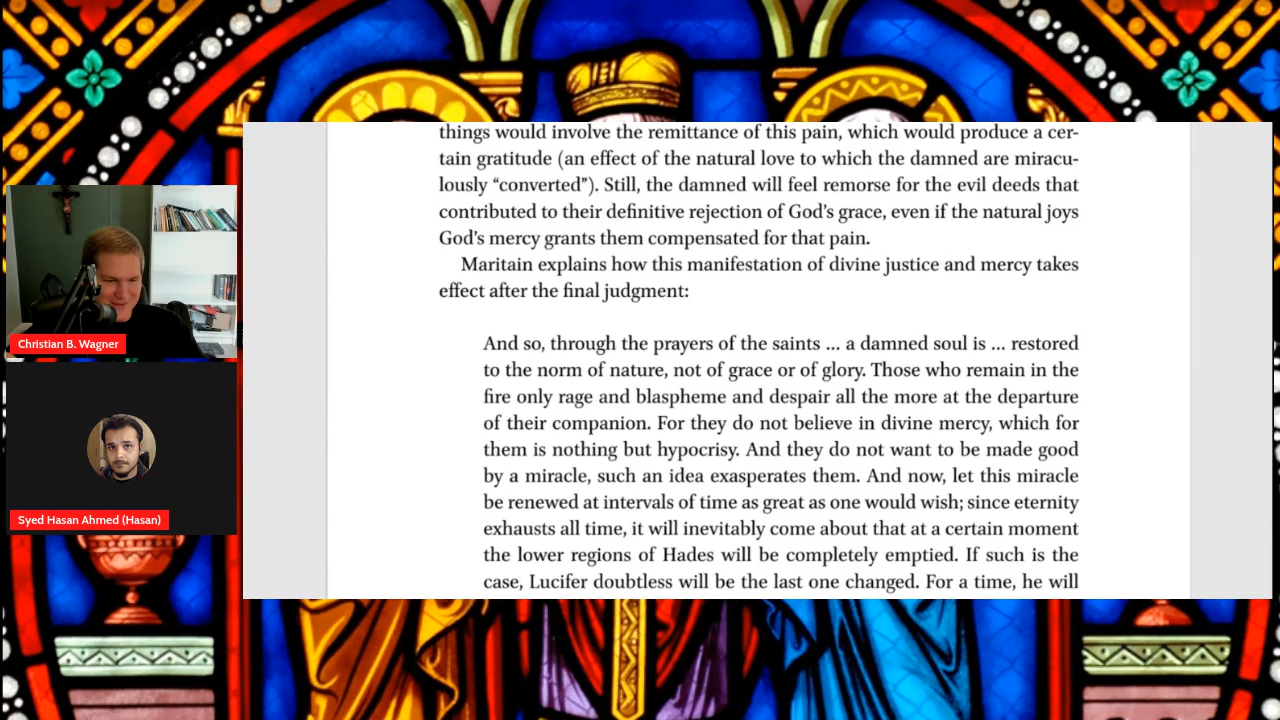 things would involve the remittance of this pain, which would produce a cer-
tain gratitude (an effect of the natural love to which the damned are miracu-
lously “converted”). Still, the damned will feel remorse for the evil deeds that
contributed to their definitive rejection of God’s grace, even if the natural joys
God’s mercy grants them compensated for that pain.
Maritain explains how this manifestation of divine justice and mercy takes
effect after the final judgment:
And so, through the prayers of the saints ... a damned soul is ... restored
to the norm of nature, not of grace or of glory. Those who remain in the
fire only rage and blaspheme and despair all the more at the departure
of their companion. For they do not believe in divine mercy, which for
them is nothing but hypocrisy. And they do not want to be made good
by a miracle, such an idea exasperates them. And now, let this miracle
be renewed at intervals of time as great as one would wish; since eternity
exhausts all time, it will inevitably come about that at a certain moment
the lower regions of Hades will be completely emptied. If such is the
case, Lucifer doubtless will be the last one changed. For a time, he will
Christian B. Wagner
Syed Hasan Ahmed (Hasan)